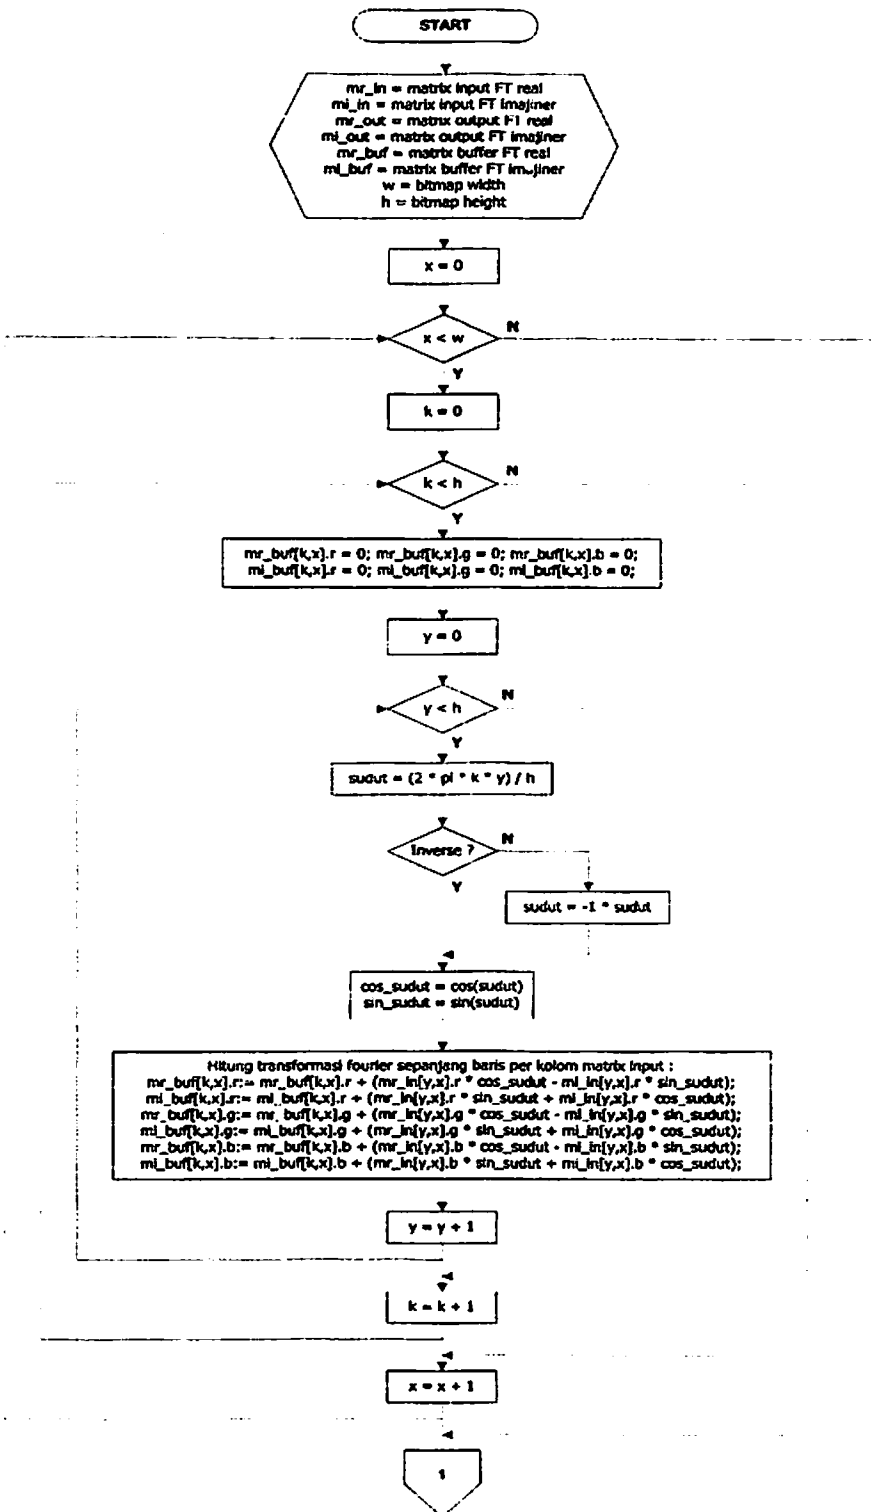 START
mr_in = matrix input FT real
mi_in = matrix input FT imajiner
mr_out = matrix output FT real
mi_out = matrix output FT imajiner
mr_buf = matrix buffer FT real
mi_buf = matrix buffer FT imajiner
w = bitmap width
h = bitmap height
x = 0
x < w
N
Y
k = 0
k < h
N
Y
mr_buf[k,x].r = 0; mr_buf[k,x].g = 0; mr_buf[k,x].b = 0;
mi_buf[k,x].r = 0; mi_buf[k,x].g = 0; mi_buf[k,x].b = 0;
y = 0
y < h
N
Y
sudut = (2 * pi * k * y) / h
Inverse ?
N
Y
sudut = -1 * sudut
cos_sudut = cos(sudut)
sin_sudut = sin(sudut)
Hitung transformasi fourier sepanjang baris per kolom matrix input :
mr_buf[k,x].r:= mr_buf[k,x].r + (mr_in[y,x].r * cos_sudut - mi_in[y,x].r * sin_sudut);
mi_buf[k,x].r:= mi_buf[k,x].r + (mr_in[y,x].r * sin_sudut + mi_in[y,x].r * cos_sudut);
mr_buf[k,x].g:= mr_buf[k,x].g + (mr_in[y,x].g * cos_sudut - mi_in[y,x].g * sin_sudut);
mi_buf[k,x].g:= mi_buf[k,x].g + (mr_in[y,x].g * sin_sudut + mi_in[y,x].g * cos_sudut);
mr_buf[k,x].b:= mr_buf[k,x].b + (mr_in[y,x].b * cos_sudut - mi_in[y,x].b * sin_sudut);
mi_buf[k,x].b:= mi_buf[k,x].b + (mr_in[y,x].b * sin_sudut + mi_in[y,x].b * cos_sudut);
y = y + 1
k = k + 1
x = x + 1
1